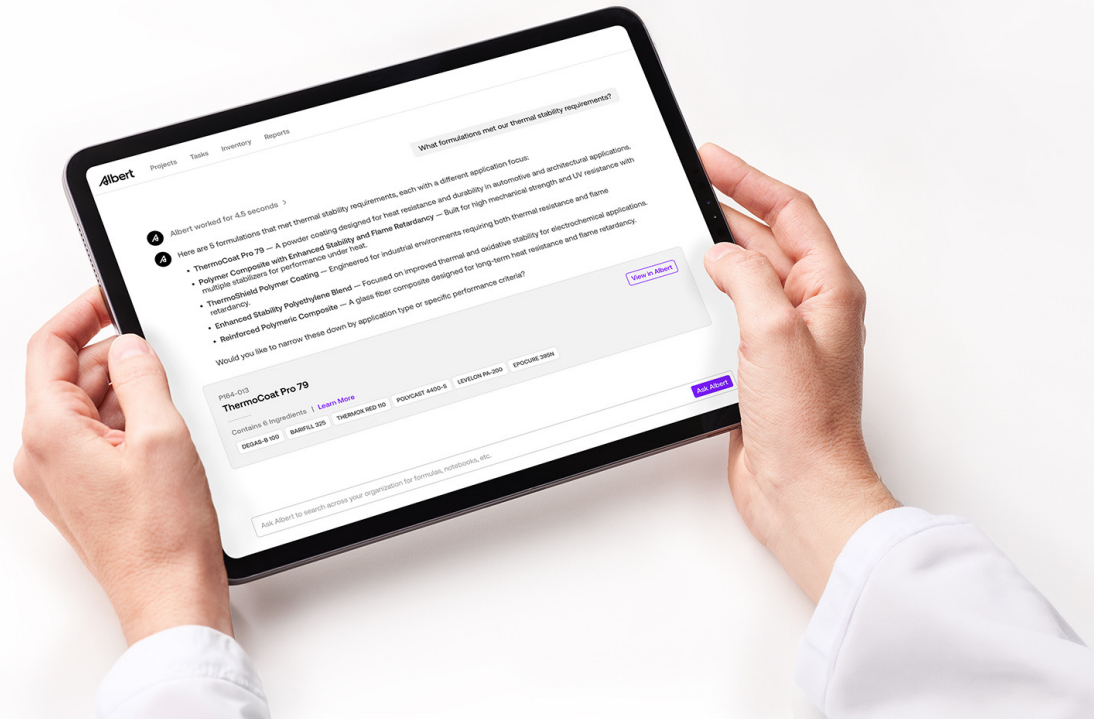 Albert
Projects
Tasks
Inventory
Reports
What formulations met our thermal stability requirements?
Albert worked for 4.5 seconds >
Here are 5 formulations that met thermal stability requirements, each with a different application focus:
• ThermoCoat Pro 79 — A powder coating designed for heat resistance and durability in automotive and architectural applications.
• Polymer Composite with Enhanced Stability and Flame Retardancy — Built for high mechanical strength and UV resistance with
multiple stabilizers for performance under heat.
• ThermoShield Polymer Coating — Engineered for industrial environments requiring both thermal resistance and flame
retardancy.
• Enhanced Stability Polyethylene Blend — Focused on improved thermal and oxidative stability for electrochemical applications.
• Reinforced Polymeric Composite — A glass fiber composite designed for long-term heat resistance and flame retardancy.
Would you like to narrow these down by application type or specific performance criteria?
View in Albert
P184-013
ThermoCoat Pro 79
Contains 6 Ingredients | Learn More
DEGAS-B 100
BARIFILL 325
THERMOX RED 110
POLYCAST 4400-S
LEVELON PA-200
EPOCURE 395N
Ask Albert to search across your organization for formulas, notebooks, etc.
Ask Albert